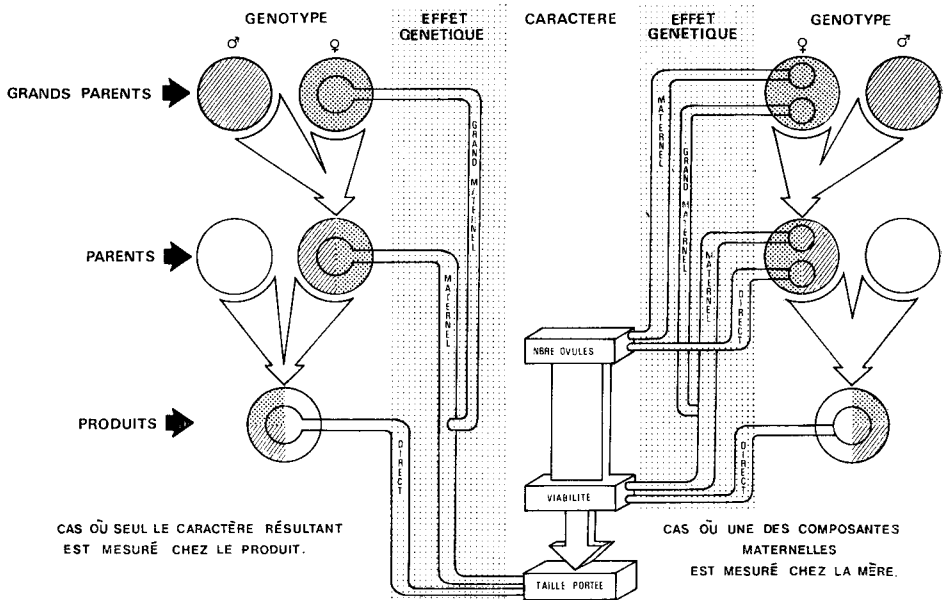 GENOTYPE
EFFET
GENETIQUE
CARACTERE
EFFET
GENETIQUE
GENOTYPE
♂
♀
♀
♂
GRANDS PARENTS
GRAND MATERNEL
MATERNEL
GRAND MATERNEL
PARENTS
MATERNEL
MATERNEL
DIRECT
NBRE OVULES
PRODUITS
DIRECT
DIRECT
VIABILITE
TAILLE PORTEE
CAS OÙ SEUL LE CARACTÈRE RÉSULTANT
EST MESURÉ CHEZ LE PRODUIT.
CAS OÙ UNE DES COMPOSANTES
MATERNELLES
EST MESURÉ CHEZ LA MÈRE.